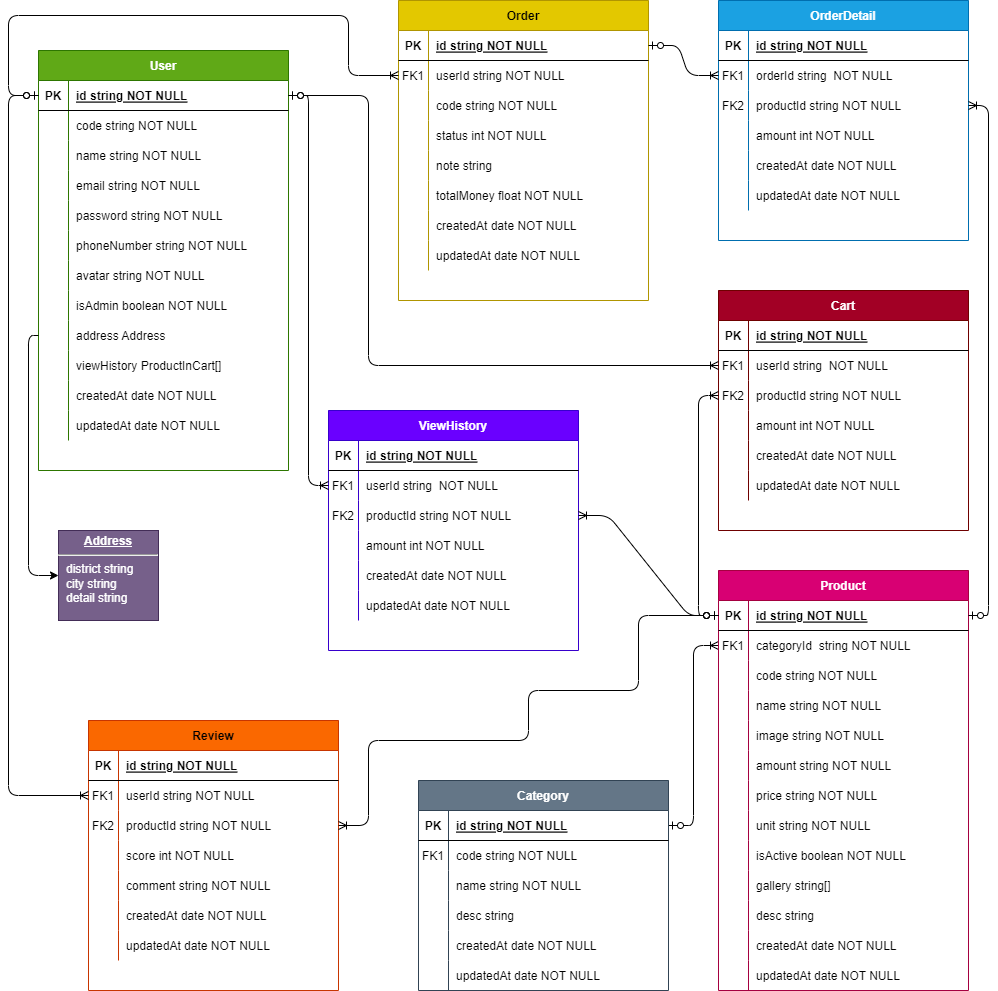 Order
PK id string NOT NULL
FK1 userId string NOT NULL
code string NOT NULL
status int NOT NULL
note string
totalMoney float NOT NULL
createdAt date NOT NULL
updatedAt date NOT NULL
OrderDetail
PK id string NOT NULL
FK1 orderId string  NOT NULL
FK2 productId string NOT NULL
amount int NOT NULL
createdAt date NOT NULL
updatedAt date NOT NULL
User
PK id string NOT NULL
code string NOT NULL
name string NOT NULL
email string NOT NULL
password string NOT NULL
phoneNumber string NOT NULL
avatar string NOT NULL
isAdmin boolean NOT NULL
address Address
viewHistory ProductInCart[]
createdAt date NOT NULL
updatedAt date NOT NULL
Cart
PK id string NOT NULL
FK1 userId string  NOT NULL
FK2 productId string NOT NULL
amount int NOT NULL
createdAt date NOT NULL
updatedAt date NOT NULL
ViewHistory
PK id string NOT NULL
FK1 userId string  NOT NULL
FK2 productId string NOT NULL
amount int NOT NULL
createdAt date NOT NULL
updatedAt date NOT NULL
Address
district string
city string
detail string
Product
PK id string NOT NULL
FK1 categoryId  string NOT NULL
code string NOT NULL
name string NOT NULL
image string NOT NULL
amount string NOT NULL
price string NOT NULL
unit string NOT NULL
isActive boolean NOT NULL
gallery string[]
desc string
createdAt date NOT NULL
updatedAt date NOT NULL
Review
PK id string NOT NULL
FK1 userId string NOT NULL
FK2 productId string NOT NULL
score int NOT NULL
comment string NOT NULL
createdAt date NOT NULL
updatedAt date NOT NULL
Category
PK id string NOT NULL
FK1 code string NOT NULL
name string NOT NULL
desc string
createdAt date NOT NULL
updatedAt date NOT NULL